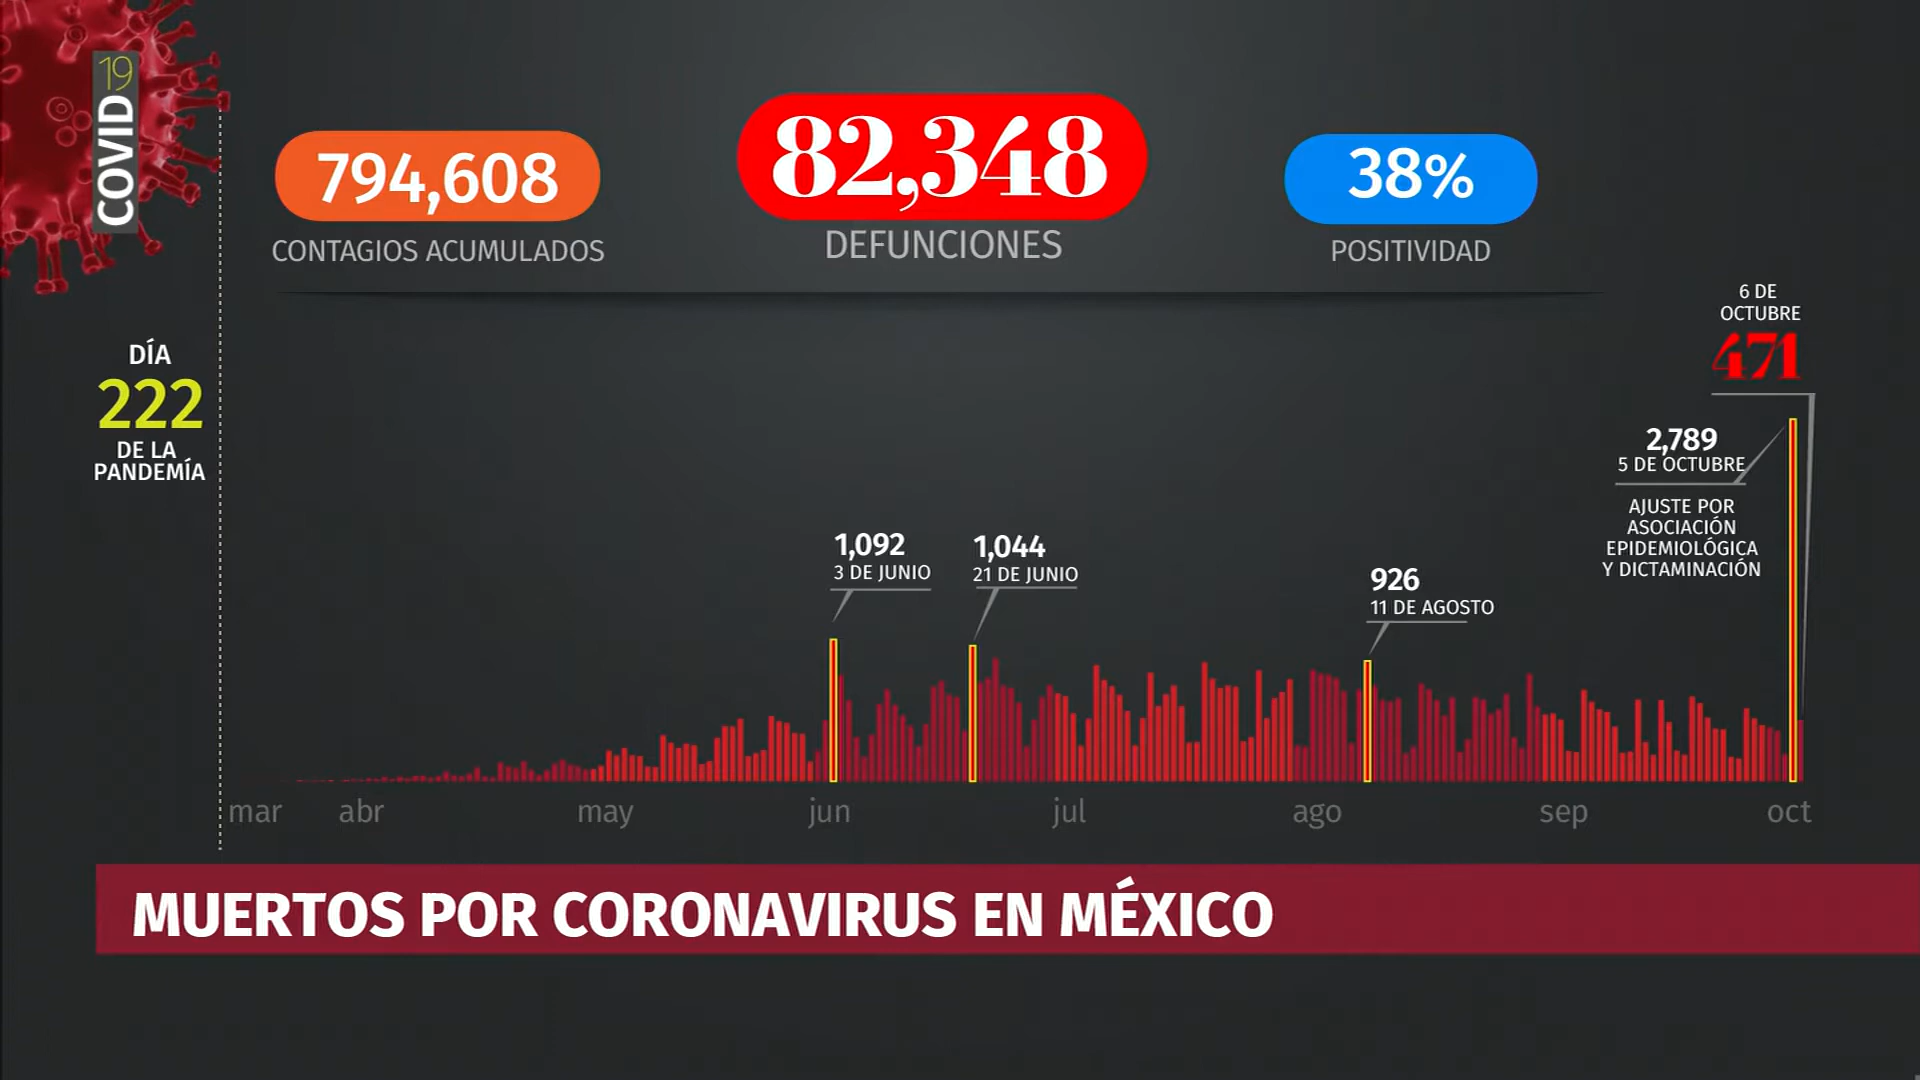 COVID 19
794,608
CONTAGIOS ACUMULADOS
82,348
DEFUNCIONES
38%
POSITIVIDAD
DÍA
222
DE LA
PANDEMÍA
6 DE
OCTUBRE
471
2,789
5 DE OCTUBRE
AJUSTE POR
ASOCIACIÓN
EPIDEMIOLÓGICA
Y DICTAMINACIÓN
1,092
3 DE JUNIO
1,044
21 DE JUNIO
926
11 DE AGOSTO
mar abr may jun jul ago sep oct
MUERTOS POR CORONAVIRUS EN MÉXICO